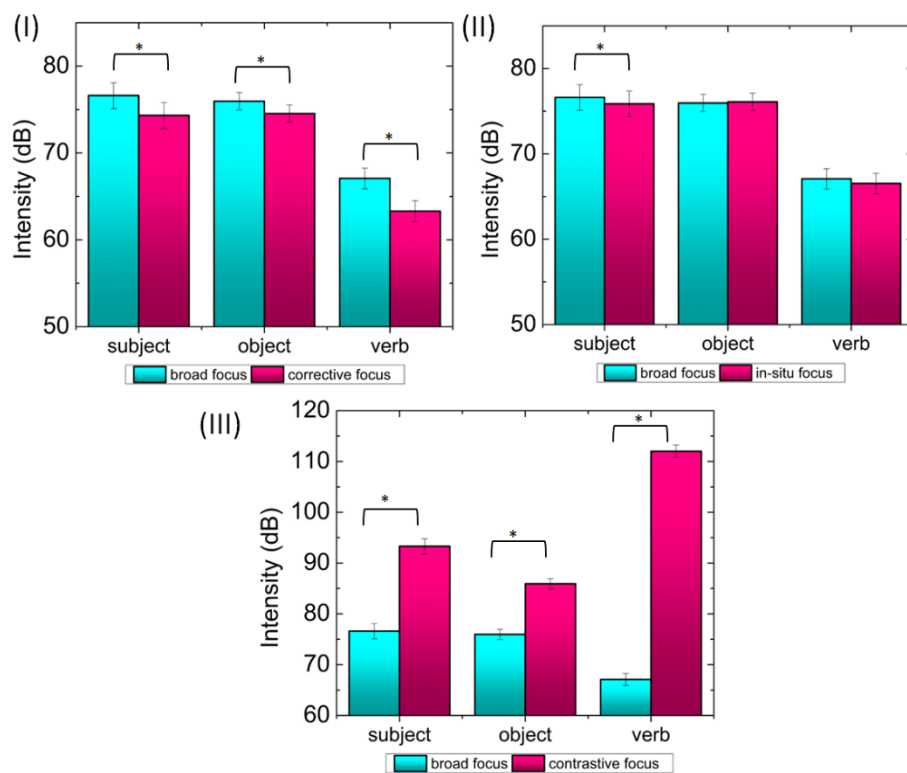 (I)
*
*
*
80
70
60
50
Intensity (dB)
subject object verb
broad focus corrective focus
(II)
*
80
70
60
50
Intensity (dB)
subject object verb
broad focus in-situ focus
(III)
*
*
*
120
110
100
90
80
70
60
Intensity (dB)
subject object verb
broad focus contrastive focus